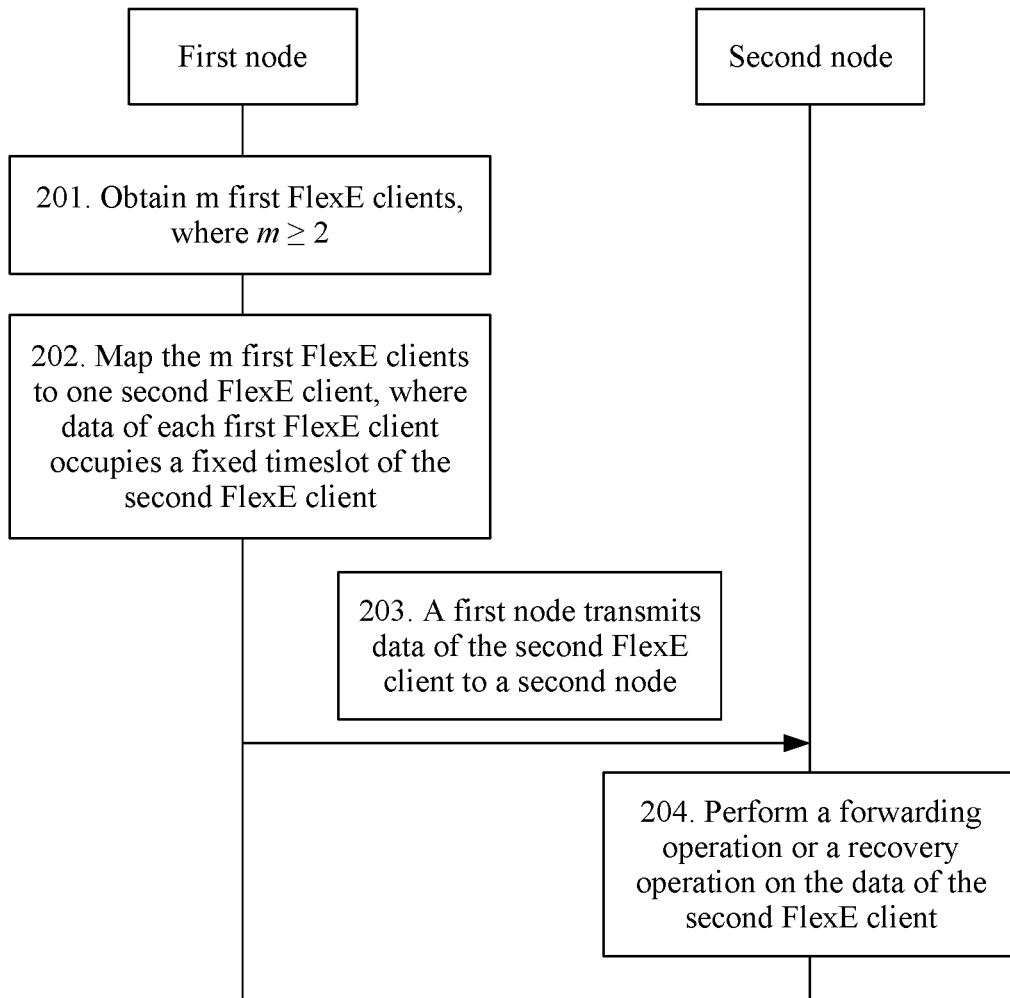 First node
Second node
201. Obtain m first FlexE clients,
where m ≥ 2
202. Map the m first FlexE clients
to one second FlexE client, where
data of each first FlexE client
occupies a fixed timeslot of the
second FlexE client
203. A first node transmits
data of the second FlexE
client to a second node
204. Perform a forwarding
operation or a recovery
operation on the data of the
second FlexE client